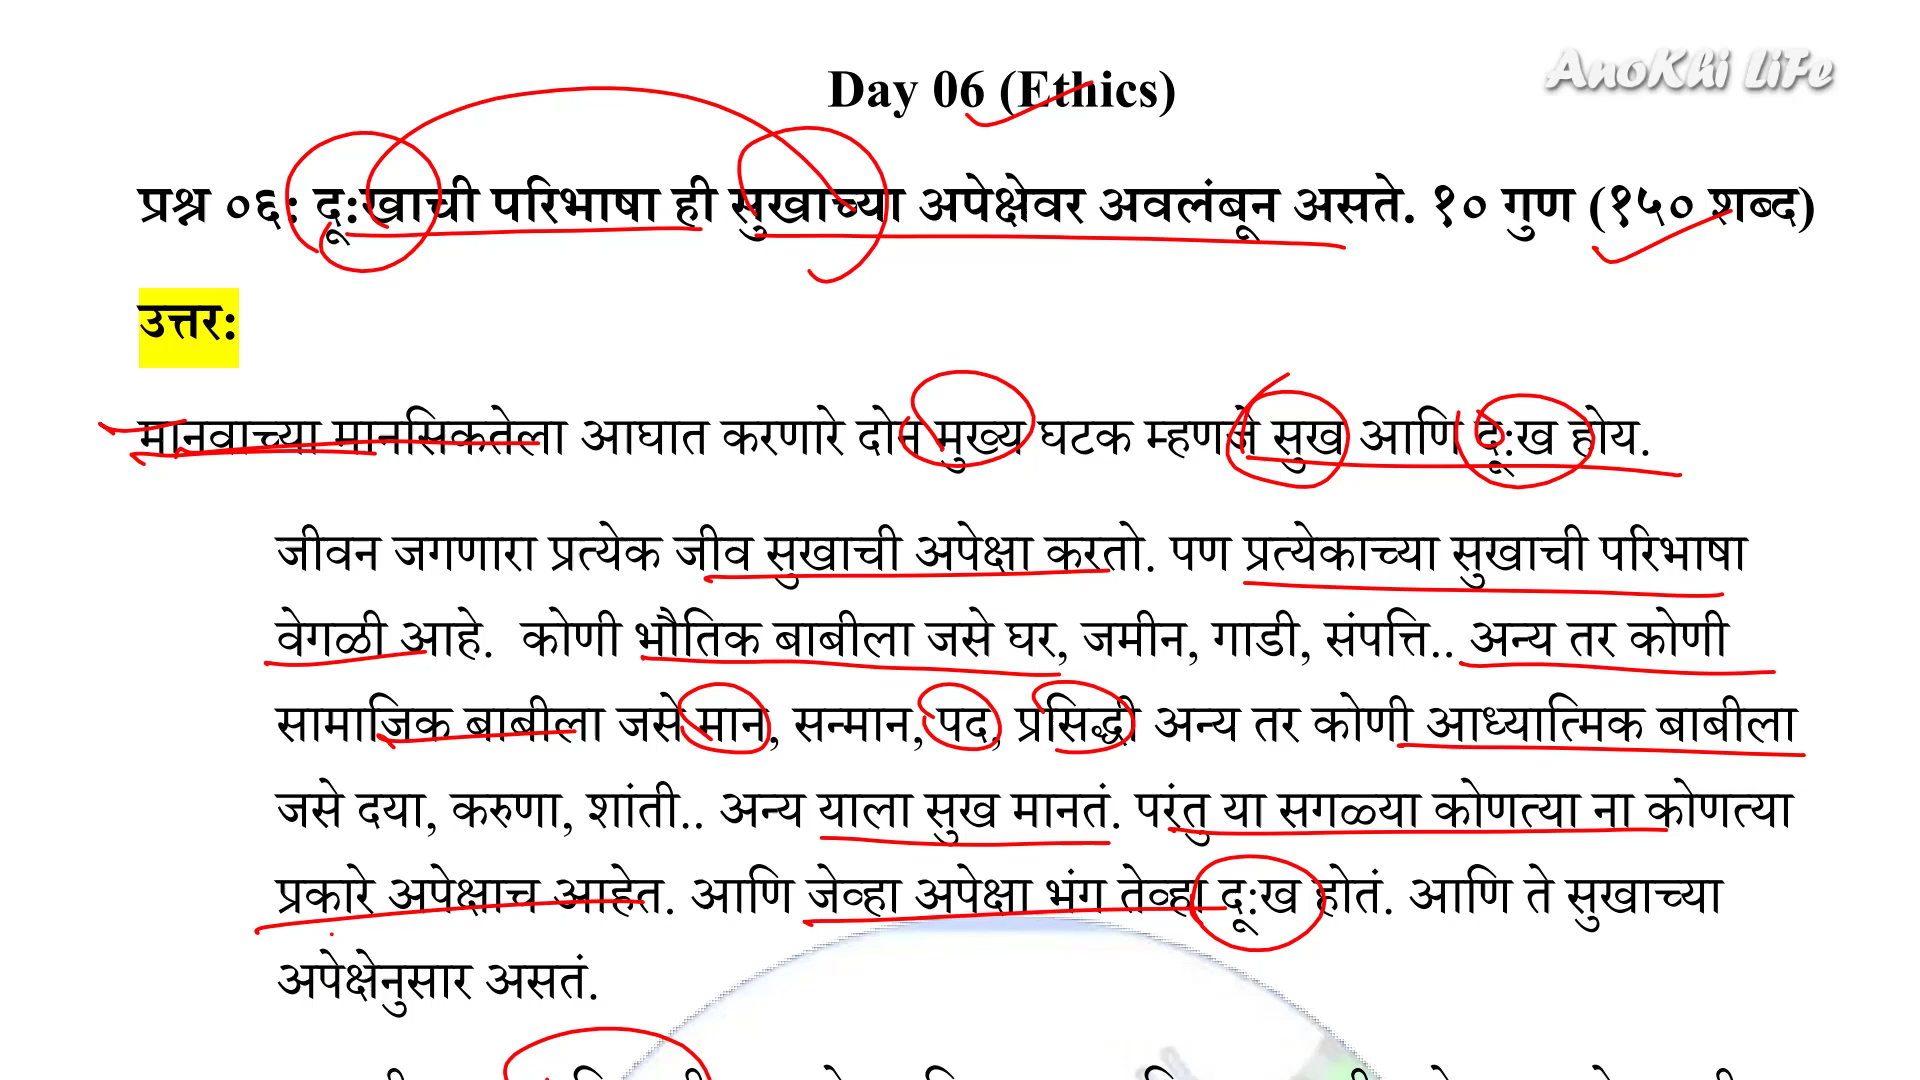 AnoKhi LiFe
Day 06 (Ethics)
प्रश्न ०६: दू:खाची परिभाषा ही सुखाच्या अपेक्षेवर अवलंबून असते. १० गुण (१५० शब्द)
उत्तर:
मानवाच्या मानसिकतेला आघात करणारे दोन मुख्य घटक म्हणजे सुख आणि दू:ख होय.
जीवन जगणारा प्रत्येक जीव सुखाची अपेक्षा करतो. पण प्रत्येकाच्या सुखाची परिभाषा
वेगळी आहे. कोणी भौतिक बाबीला जसे घर, जमीन, गाडी, संपत्ति.. अन्य तर कोणी
सामाजिक बाबीला जसे मान, सन्मान, पद, प्रसिद्धी अन्य तर कोणी आध्यात्मिक बाबीला
जसे दया, करुणा, शांती.. अन्य याला सुख मानतं. परंतु या सगळ्या कोणत्या ना कोणत्या
प्रकारे अपेक्षाच आहेत. आणि जेव्हा अपेक्षा भंग तेव्हा दू:ख होतं. आणि ते सुखाच्या
अपेक्षेनुसार असतं.